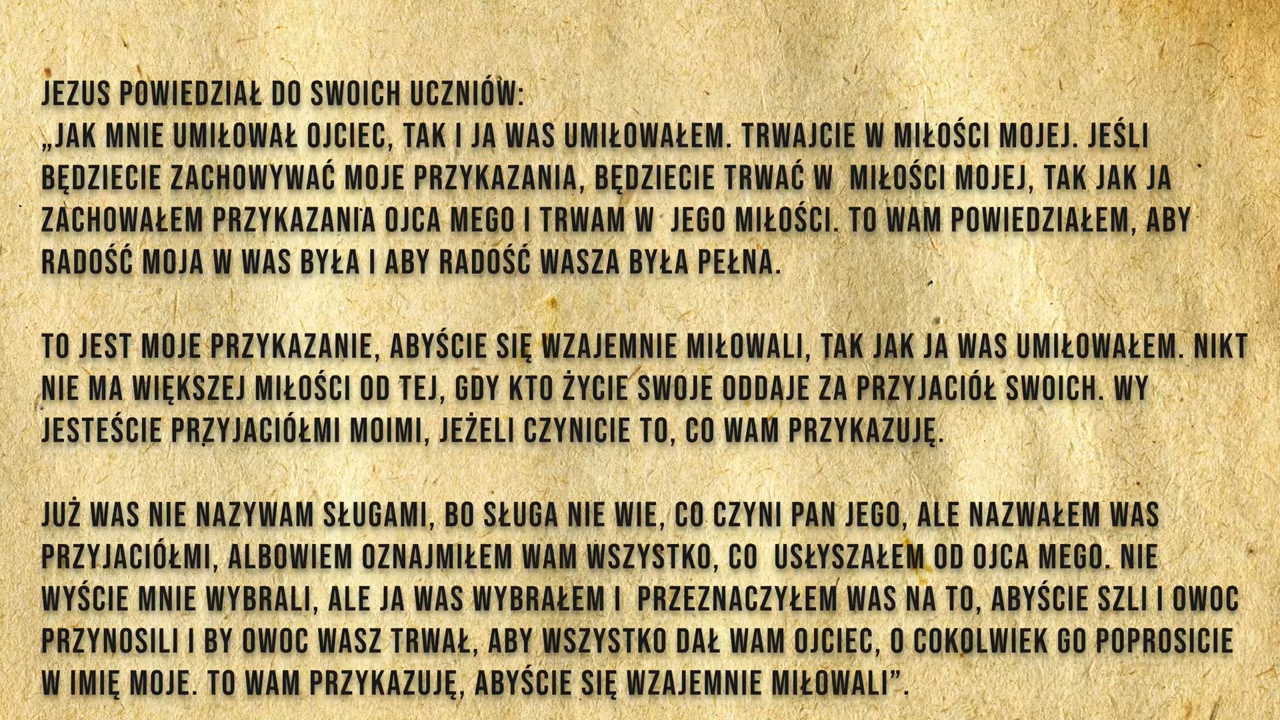 JEZUS POWIEDZIAŁ DO SWOICH UCZNIÓW:
„JAK MNIE UMIŁOWAŁ OJCIEC, TAK I JA WAS UMIŁOWAŁEM. TRWAJCIE W MIŁOŚCI MOJEJ. JEŚLI
BĘDZIECIE ZACHOWYWAĆ MOJE PRZYKAZANIA, BĘDZIECIE TRWAĆ W  MIŁOŚCI MOJEJ, TAK JAK JA
ZACHOWAŁEM PRZYKAZANIA OJCA MEGO I TRWAM W  JEGO MIŁOŚCI. TO WAM POWIEDZIAŁEM, ABY
RADOŚĆ MOJA W WAS BYŁA I ABY RADOŚĆ WASZA BYŁA PEŁNA.

TO JEST MOJE PRZYKAZANIE, ABYŚCIE SIĘ WZAJEMNIE MIŁOWALI, TAK JAK JA WAS UMIŁOWAŁEM. NIKT
NIE MA WIĘKSZEJ MIŁOŚCI OD TEJ, GDY KTO ŻYCIE SWOJE ODDAJE ZA PRZYJACIÓŁ SWOICH. WY
JESTEŚCIE PRZYJACIÓŁMI MOIMI, JEŻELI CZYNICIE TO, CO WAM PRZYKAZUJĘ.

JUŻ WAS NIE NAZYWAM SŁUGAMI, BO SŁUGA NIE WIE, CO CZYNI PAN JEGO, ALE NAZWAŁEM WAS
PRZYJACIÓŁMI, ALBOWIEM OZNAJMIŁEM WAM WSZYSTKO, CO  USŁYSZAŁEM OD OJCA MEGO. NIE
WYŚCIE MNIE WYBRALI, ALE JA WAS WYBRAŁEM I  PRZEZNACZYŁEM WAS NA TO, ABYŚCIE SZLI I OWOC
PRZYNOSILI I BY OWOC WASZ TRWAŁ, ABY WSZYSTKO DAŁ WAM OJCIEC, O COKOLWIEK GO POPROSICIE
W IMIĘ MOJE. TO WAM PRZYKAZUJĘ, ABYŚCIE SIĘ WZAJEMNIE MIŁOWALI”.